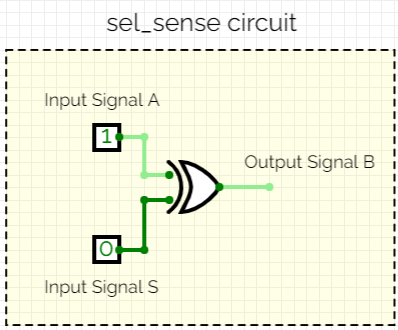 sel_sense circuit
Input Signal A
1
Output Signal B
0
Input Signal S